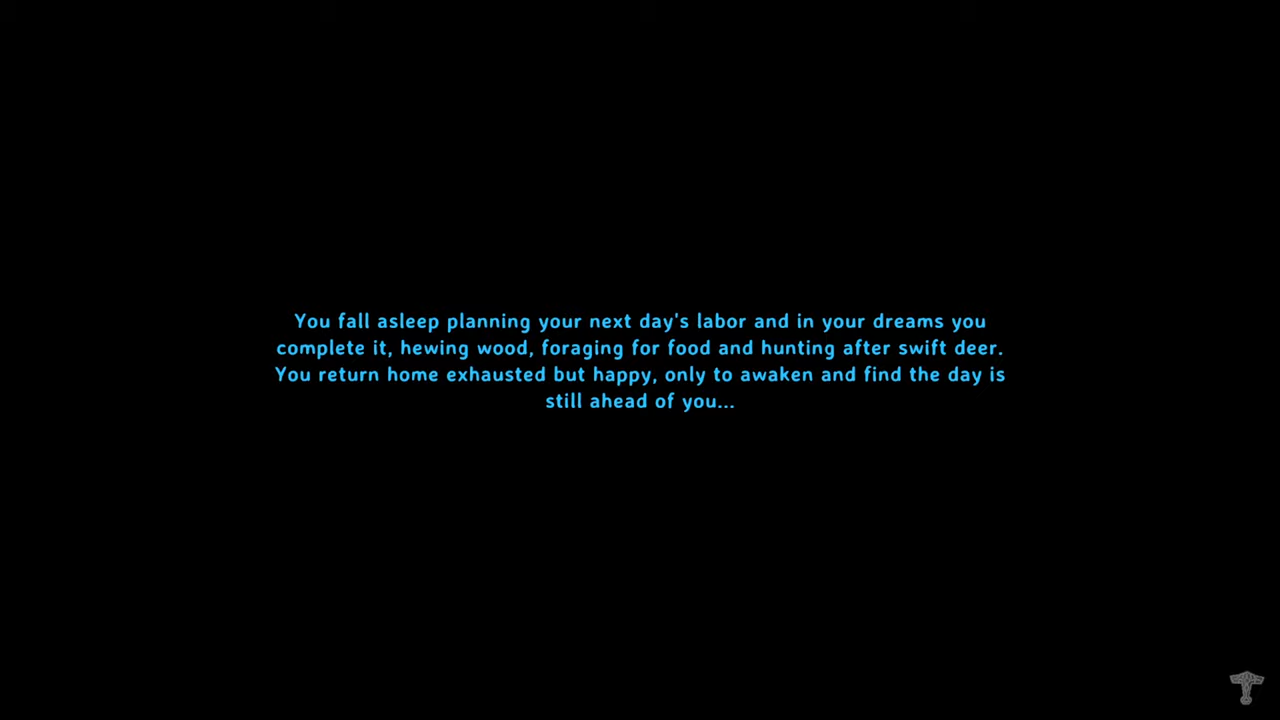 You fall asleep planning your next day's labor and in your dreams you
complete it, hewing wood, foraging for food and hunting after swift deer.
You return home exhausted but happy, only to awaken and find the day is
still ahead of you...